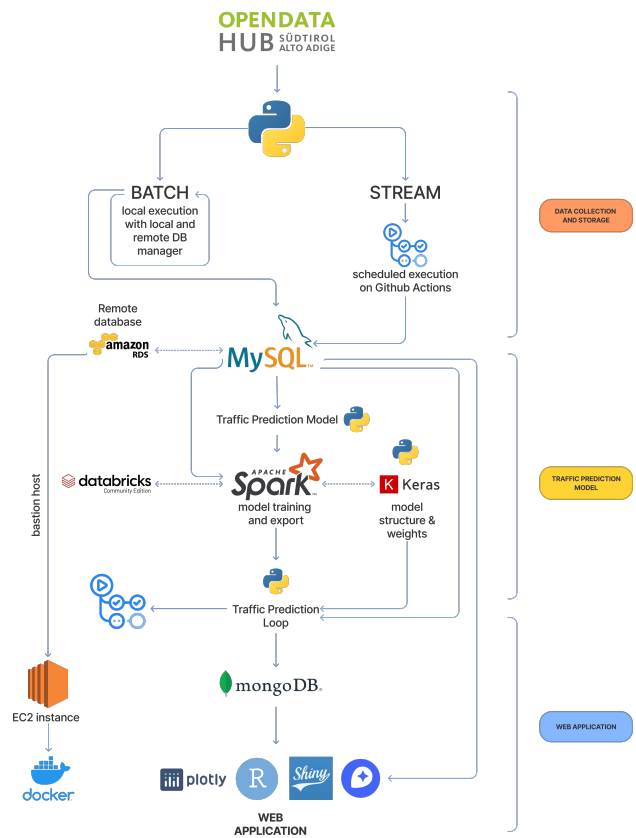 OPENDATA
HUB SÜDTIROL
ALTO ADIGE
BATCH
local execution
with local and
remote DB
manager
STREAM
scheduled execution
on Github Actions
DATA COLLECTION
AND STORAGE
Remote
database
amazon
RDS
MySQL™
Traffic Prediction Model
databricks
Community Edition
APACHE
Spark™
model training
and export
K Keras
model
structure &
weights
TRAFFIC PREDICTION
MODEL
bastion host
Traffic Prediction
Loop
mongoDB®
EC2 instance
docker
plotly
R
Shiny
WEB
APPLICATION
WEB APPLICATION